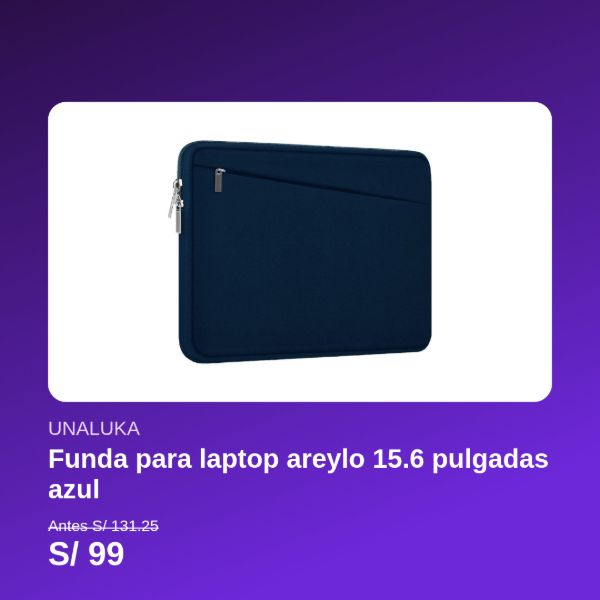 UNALUKA
Funda para laptop areylo 15.6 pulgadas
azul
Antes S/ 131.25
S/ 99